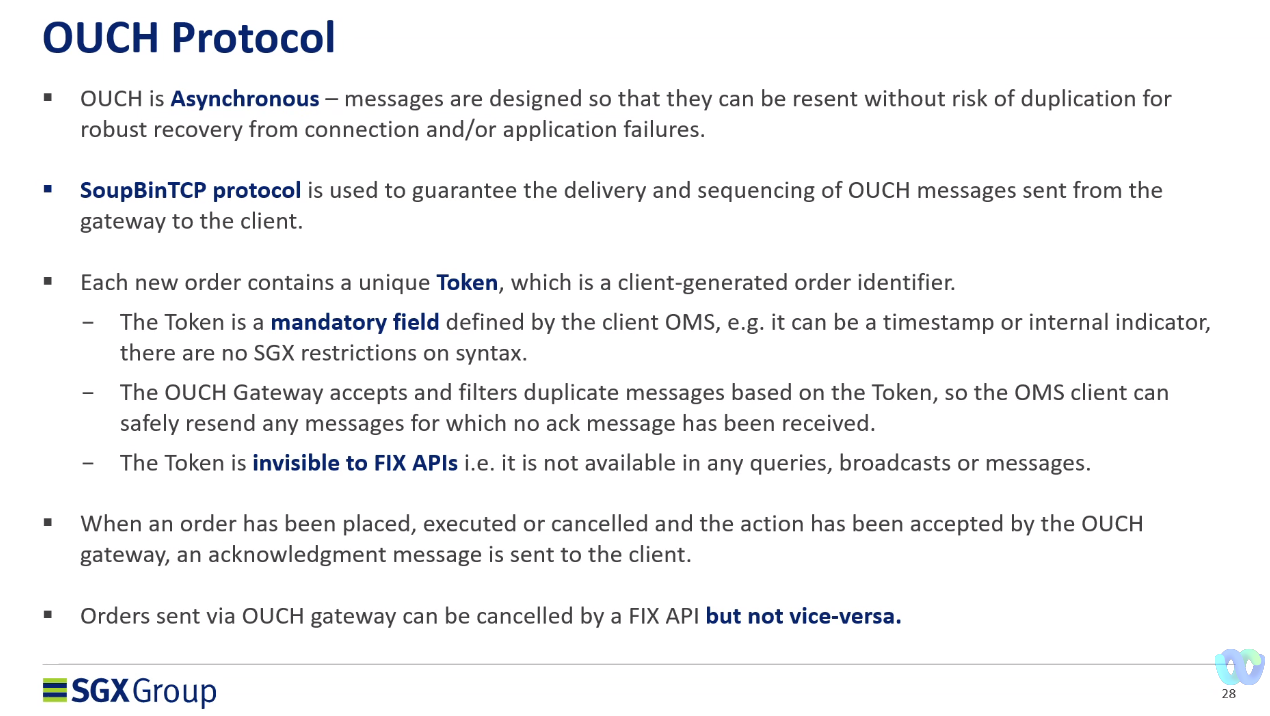 OUCH Protocol
▪ OUCH is Asynchronous – messages are designed so that they can be resent without risk of duplication for
robust recovery from connection and/or application failures.
▪ SoupBinTCP protocol is used to guarantee the delivery and sequencing of OUCH messages sent from the
gateway to the client.
▪ Each new order contains a unique Token, which is a client-generated order identifier.
− The Token is a mandatory field defined by the client OMS, e.g. it can be a timestamp or internal indicator,
there are no SGX restrictions on syntax.
− The OUCH Gateway accepts and filters duplicate messages based on the Token, so the OMS client can
safely resend any messages for which no ack message has been received.
− The Token is invisible to FIX APIs i.e. it is not available in any queries, broadcasts or messages.
▪ When an order has been placed, executed or cancelled and the action has been accepted by the OUCH
gateway, an acknowledgment message is sent to the client.
▪ Orders sent via OUCH gateway can be cancelled by a FIX API but not vice-versa.
SGX Group
28